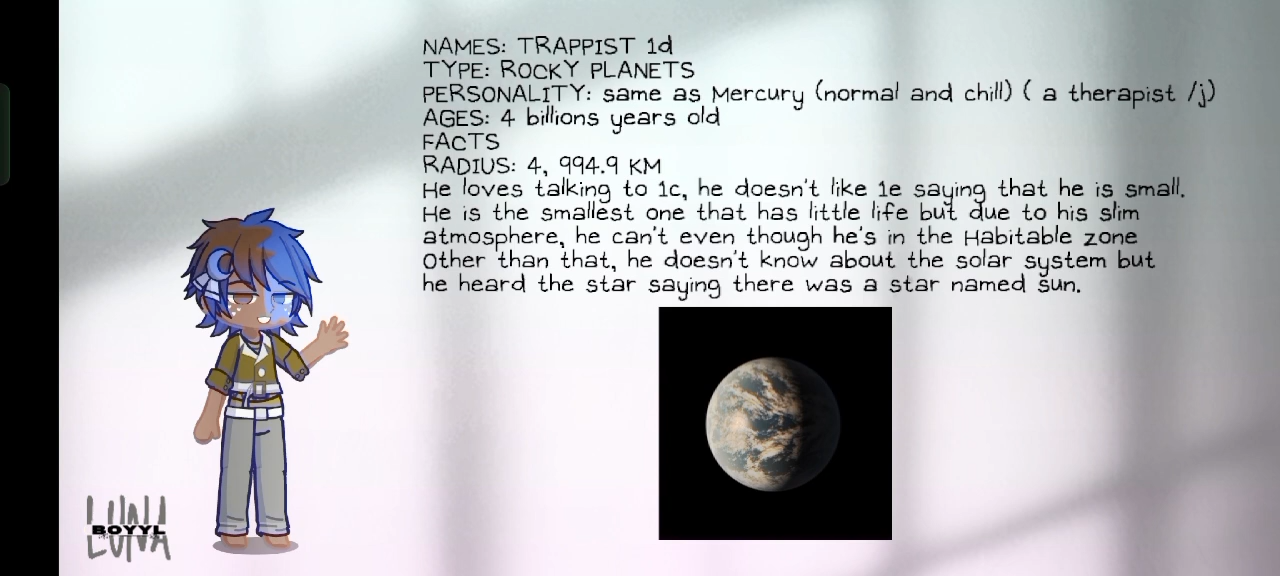 NAMES: TRAPPIST 1d
TYPE: ROCKY PLANETS
PERSONALITY: same as Mercury (normal and chill) ( a therapist /j)
AGES: 4 billions years old
FACTS
RADIUS: 4, 994.9 KM
He loves talking to 1c, he doesn't like 1e saying that he is small.
He is the smallest one that has little life but due to his slim
atmosphere, he can't even though he's in the Habitable zone
Other than that, he doesn't know about the solar system but
he heard the star saying there was a star named sun.
LUNA
BOYYL
LUNA